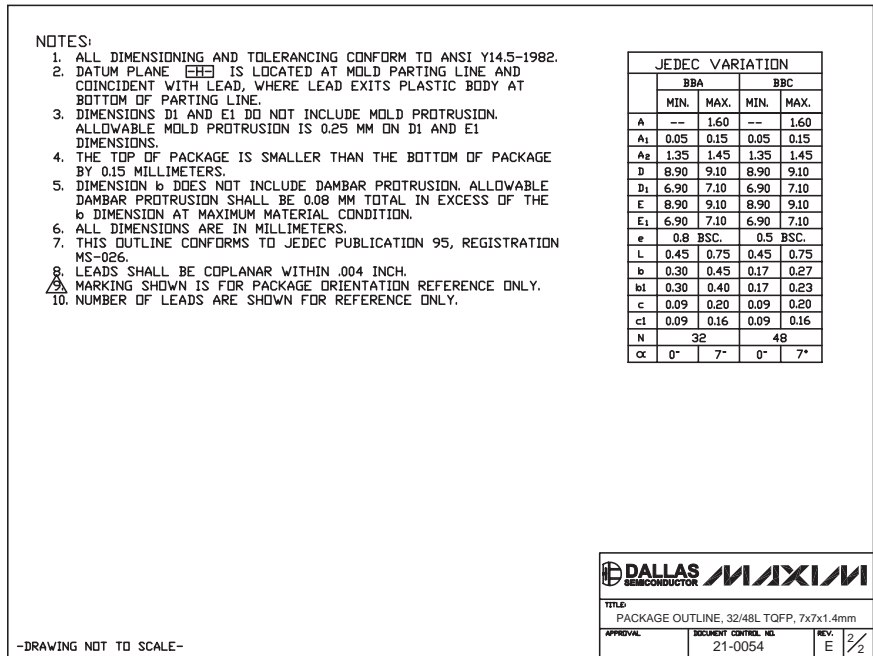 NOTES:
1. ALL DIMENSIONING AND TOLERANCING CONFORM TO ANSI Y14.5-1982.
2. DATUM PLANE -H- IS LOCATED AT MOLD PARTING LINE AND
COINCIDENT WITH LEAD, WHERE LEAD EXITS PLASTIC BODY AT
BOTTOM OF PARTING LINE.
3. DIMENSIONS D1 AND E1 DO NOT INCLUDE MOLD PROTRUSION.
ALLOWABLE MOLD PROTRUSION IS 0.25 MM ON D1 AND E1
DIMENSIONS.
4. THE TOP OF PACKAGE IS SMALLER THAN THE BOTTOM OF PACKAGE
BY 0.15 MILLIMETERS.
5. DIMENSION b DOES NOT INCLUDE DAMBAR PROTRUSION. ALLOWABLE
DAMBAR PROTRUSION SHALL BE 0.08 MM TOTAL IN EXCESS OF THE
b DIMENSION AT MAXIMUM MATERIAL CONDITION.
6. ALL DIMENSIONS ARE IN MILLIMETERS.
7. THIS OUTLINE CONFORMS TO JEDEC PUBLICATION 95, REGISTRATION
MS-026.
8. LEADS SHALL BE COPLANAR WITHIN .004 INCH.
9. MARKING SHOWN IS FOR PACKAGE ORIENTATION REFERENCE ONLY.
10. NUMBER OF LEADS ARE SHOWN FOR REFERENCE ONLY.
JEDEC VARIATION
BBA BBC
MIN. MAX. MIN. MAX.
A -- 1.60 -- 1.60
A1 0.05 0.15 0.05 0.15
A2 1.35 1.45 1.35 1.45
D 8.90 9.10 8.90 9.10
D1 6.90 7.10 6.90 7.10
E 8.90 9.10 8.90 9.10
E1 6.90 7.10 6.90 7.10
e 0.8 BSC. 0.5 BSC.
L 0.45 0.75 0.45 0.75
b 0.30 0.45 0.17 0.27
b1 0.30 0.40 0.17 0.23
c 0.09 0.20 0.09 0.20
c1 0.09 0.16 0.09 0.16
N 32 48
α 0° 7° 0° 7°
DALLAS SEMICONDUCTOR MAXIM
TITLE:
PACKAGE OUTLINE, 32/48L TQFP, 7x7x1.4mm
APPROVAL DOCUMENT CONTROL NO. REV.
21-0054 E 2/2
-DRAWING NOT TO SCALE-